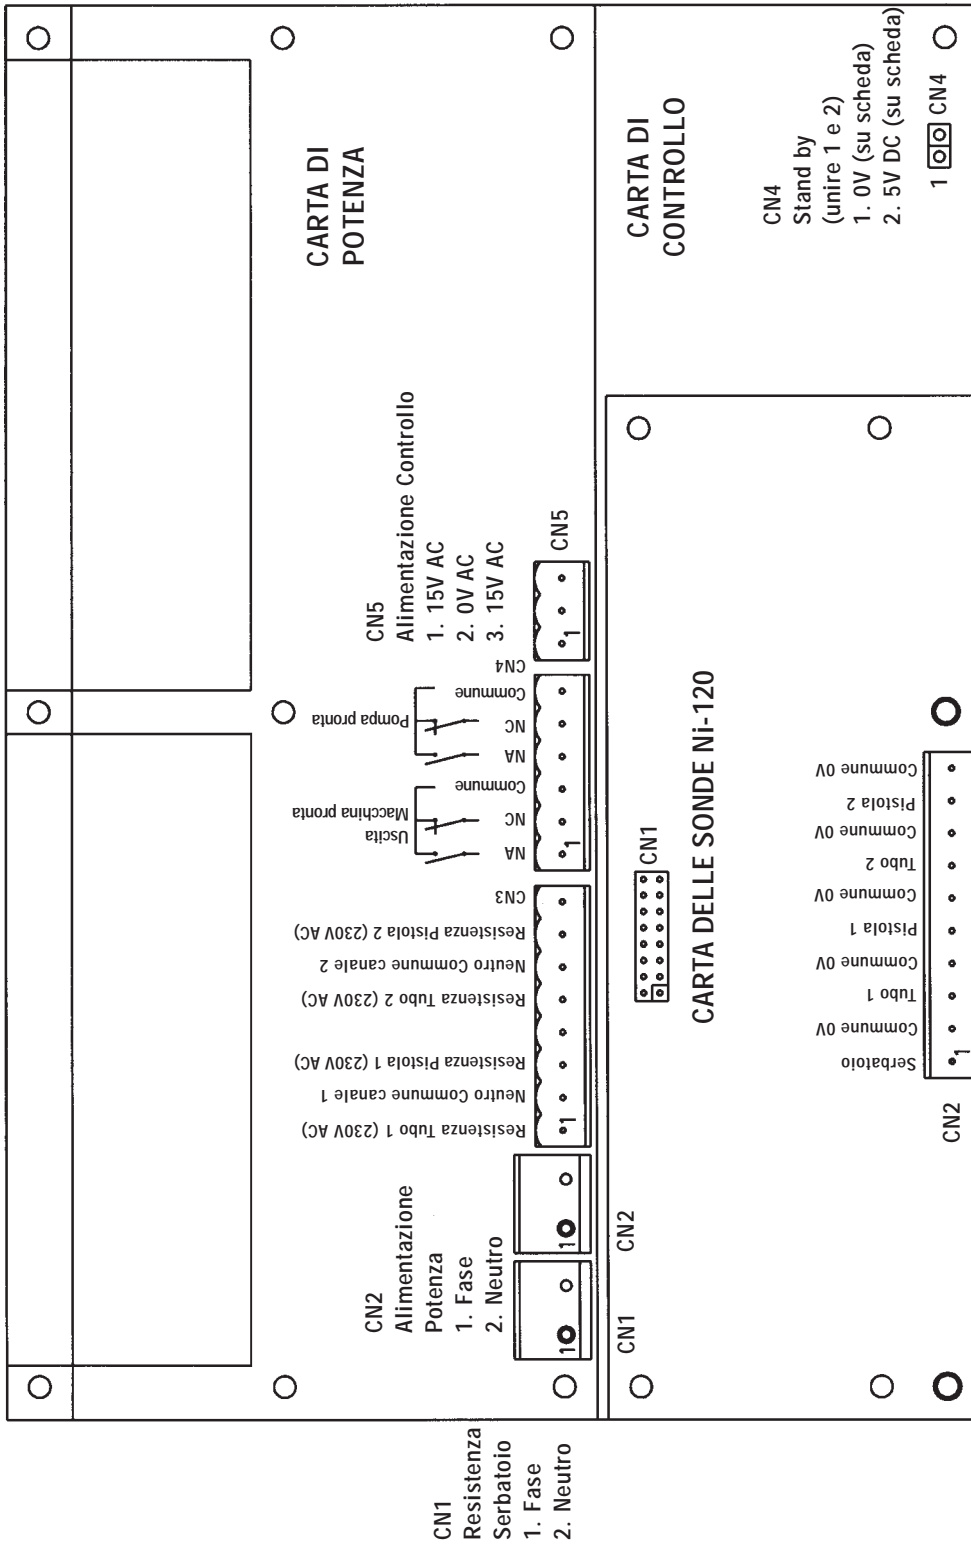 CARTA DI
POTENZA
CN5
Alimentazione Controllo
1. 15V AC
2. 0V AC
3. 15V AC
CN5
1
CN4
Pompa pronta
Commune
NC
NA
Uscita
Macchina pronta
Commune
NC
NA
1
CN3
Resistenza Pistola 2 (230V AC)
Neutro Commune canale 2
Resistenza Tubo 2 (230V AC)
Resistenza Pistola 1 (230V AC)
Neutro Commune canale 1
Resistenza Tubo 1 (230V AC)
1
CN2
Alimentazione
Potenza
1. Fase
2. Neutro
1
CN2
1
CN1
CN1
Resistenza
Serbatoio
1. Fase
2. Neutro
CARTA DI
CONTROLLO
CN4
Stand by
(unire 1 e 2)
1. 0V (su scheda)
2. 5V DC (su scheda)
1 CN4
CN1
CARTA DELLE SONDE Ni-120
Commune 0V
Pistola 2
Commune 0V
Tubo 2
Commune 0V
Pistola 1
Commune 0V
Tubo 1
Commune 0V
Serbatoio
1
CN2